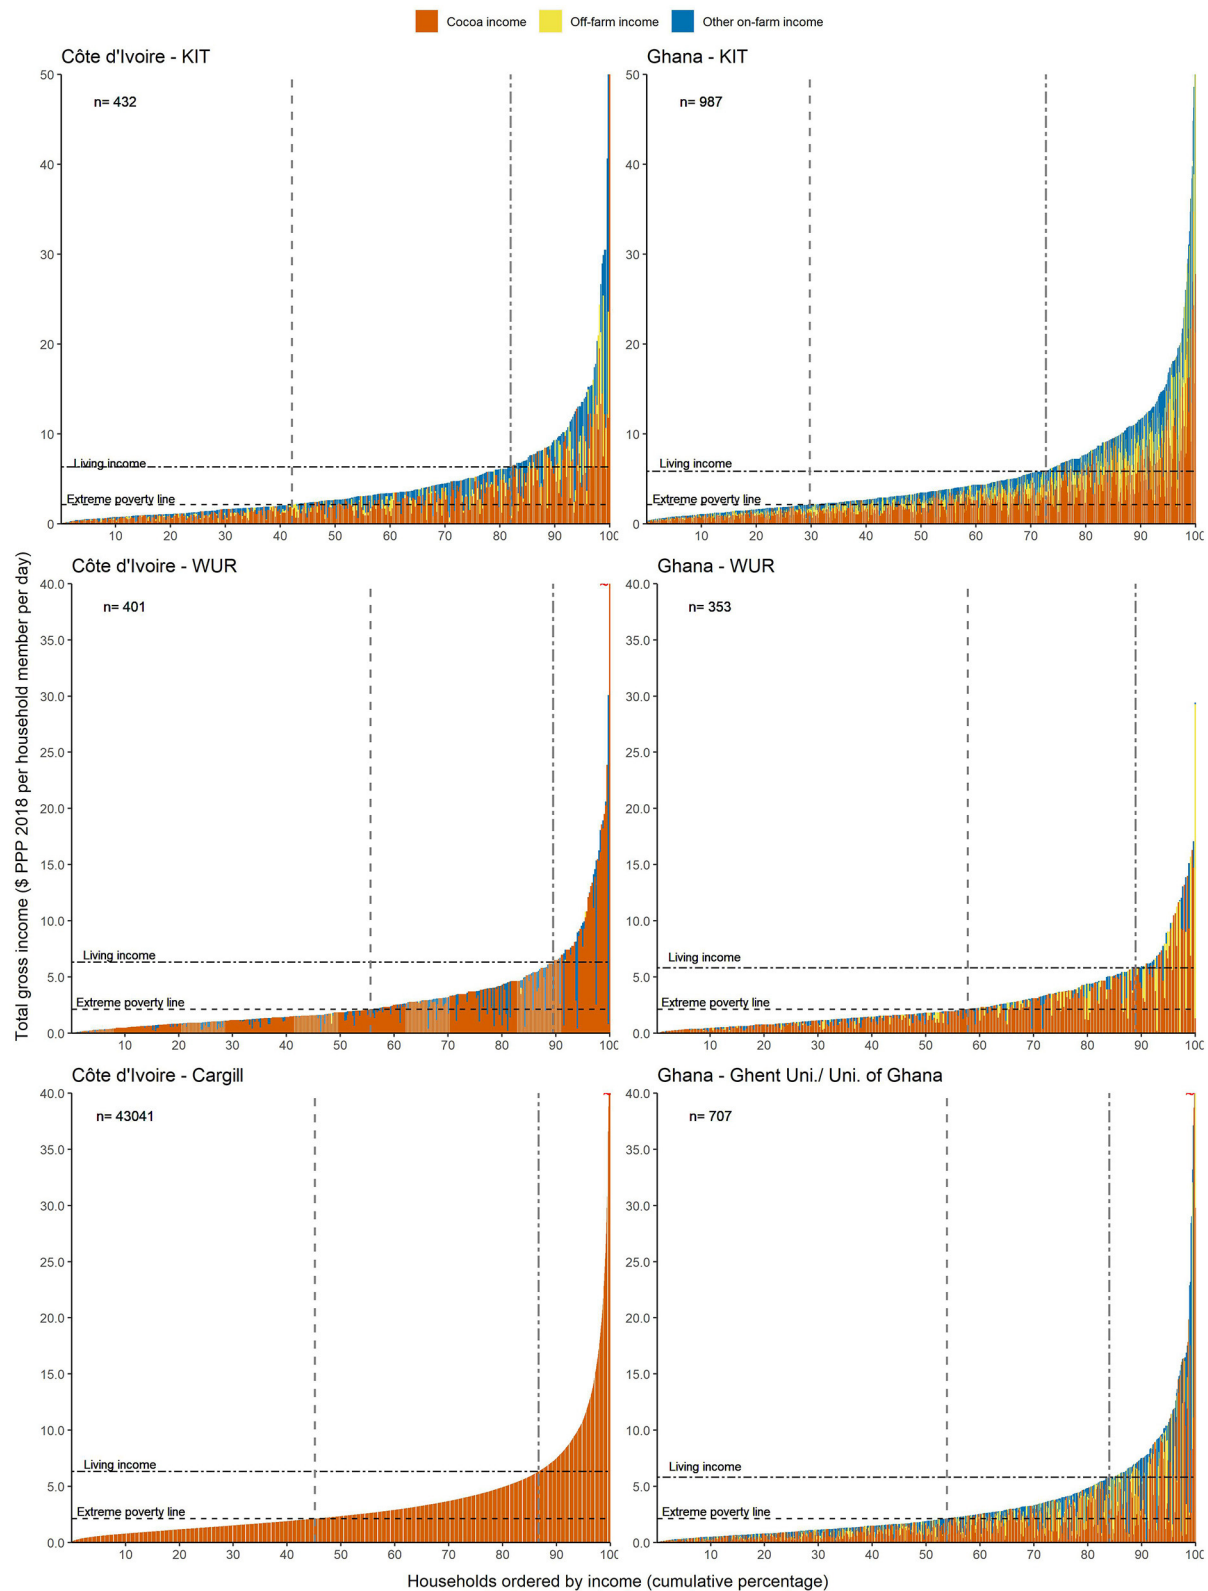 Cocoa income Off-farm income Other on-farm income
Côte d'Ivoire - KIT
n= 432
50
40
30
20
10
0
Living income
Extreme poverty line
10 20 30 40 50 60 70 80 90 100
Ghana - KIT
n= 987
50
40
30
20
10
0
Living income
Extreme poverty line
10 20 30 40 50 60 70 80 90 100
Total gross income ($ PPP 2018 per household member per day)
Côte d'Ivoire - WUR
n= 401
40.0
35.0
30.0
25.0
20.0
15.0
10.0
5.0
0.0
Living income
Extreme poverty line
10 20 30 40 50 60 70 80 90 100
Ghana - WUR
n= 353
40.0
35.0
30.0
25.0
20.0
15.0
10.0
5.0
0.0
Living income
Extreme poverty line
10 20 30 40 50 60 70 80 90 100
Côte d'Ivoire - Cargill
n= 43041
40.0
35.0
30.0
25.0
20.0
15.0
10.0
5.0
0.0
Living income
Extreme poverty line
10 20 30 40 50 60 70 80 90 100
Ghana - Ghent Uni./ Uni. of Ghana
n= 707
40.0
35.0
30.0
25.0
20.0
15.0
10.0
5.0
0.0
Living income
Extreme poverty line
10 20 30 40 50 60 70 80 90 100
Households ordered by income (cumulative percentage)